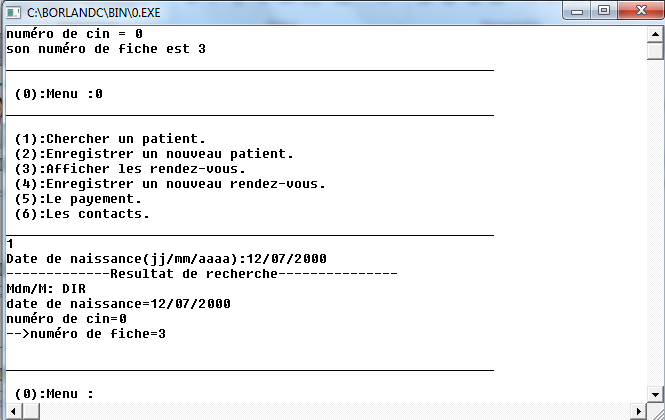 C:\BORLANDC\BIN\0.EXE
numéro de cin = 0
son numéro de fiche est 3
(0):Menu :0
(1):Chercher un patient.
(2):Enregistrer un nouveau patient.
(3):Afficher les rendez-vous.
(4):Enregistrer un nouveau rendez-vous.
(5):Le payement.
(6):Les contacts.
1
Date de naissance(jj/mm/aaaa):12/07/2000
-------------Resultat de recherche---------------
Mdm/M: DIR
date de naissance=12/07/2000
numéro de cin=0
-->numéro de fiche=3
(0):Menu :